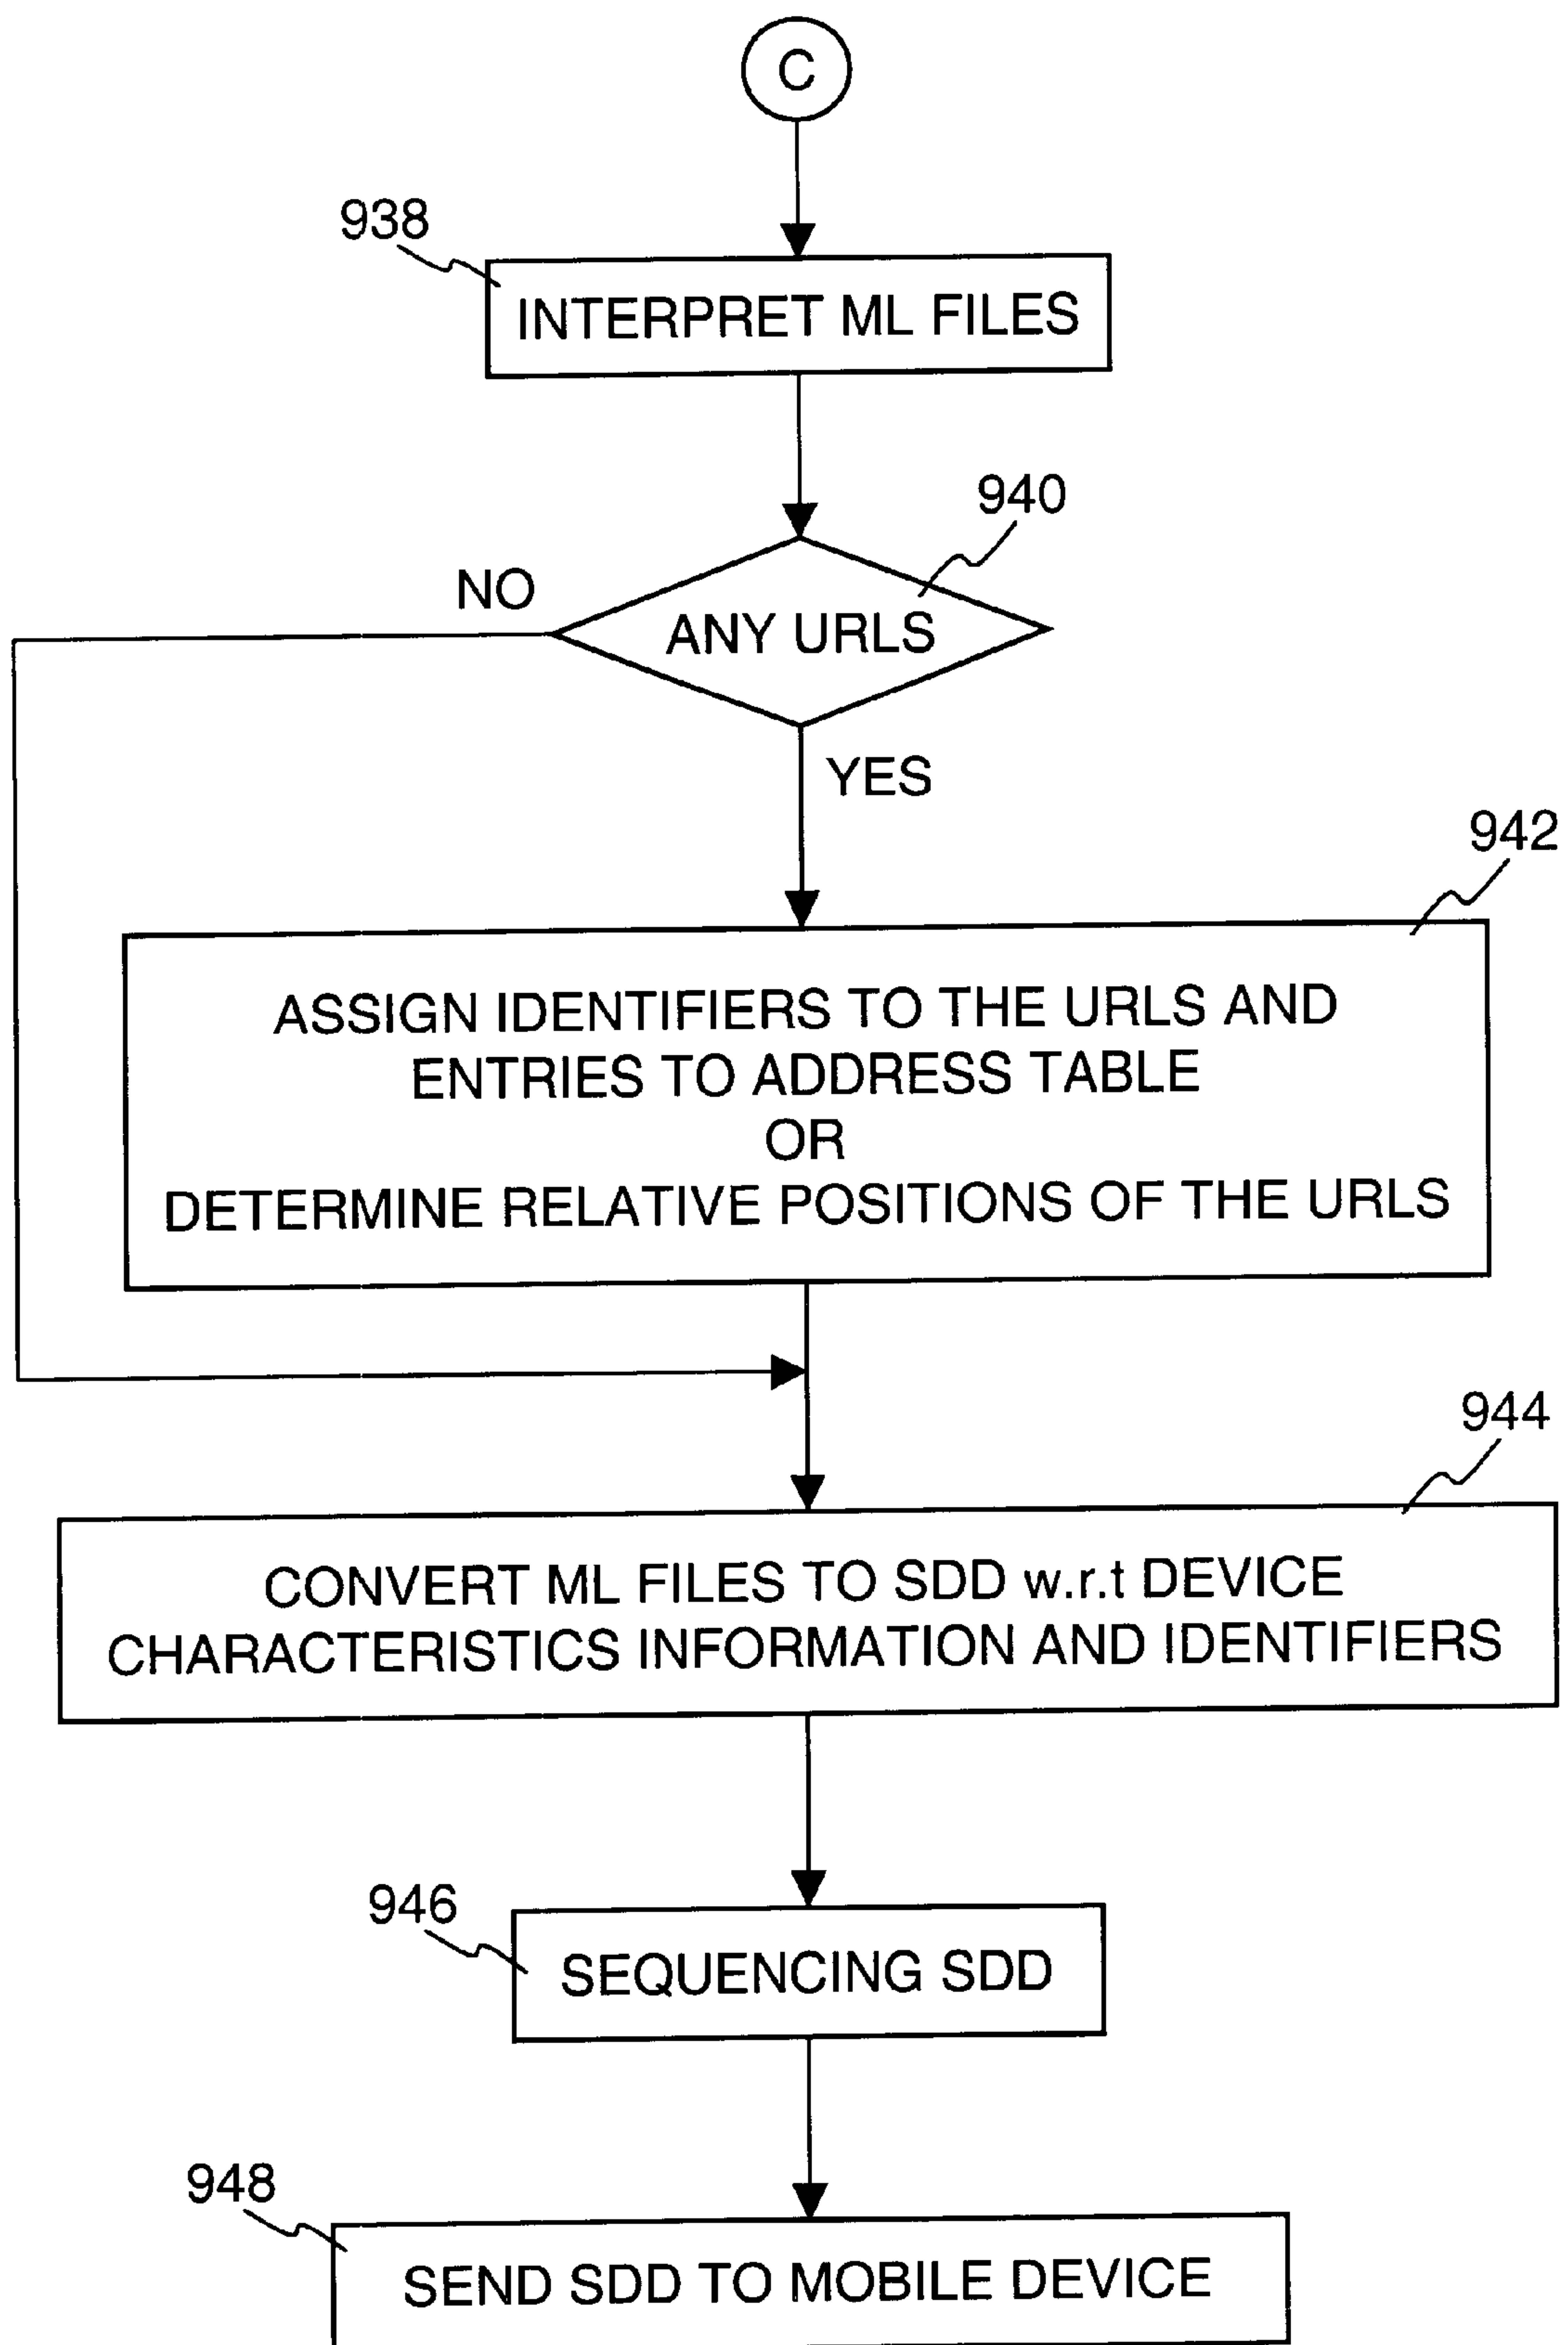 C
938
INTERPRET ML FILES
940
NO
ANY URLS
YES
942
ASSIGN IDENTIFIERS TO THE URLS AND
ENTRIES TO ADDRESS TABLE
OR
DETERMINE RELATIVE POSITIONS OF THE URLS
944
CONVERT ML FILES TO SDD w.r.t DEVICE
CHARACTERISTICS INFORMATION AND IDENTIFIERS
946
SEQUENCING SDD
948
SEND SDD TO MOBILE DEVICE